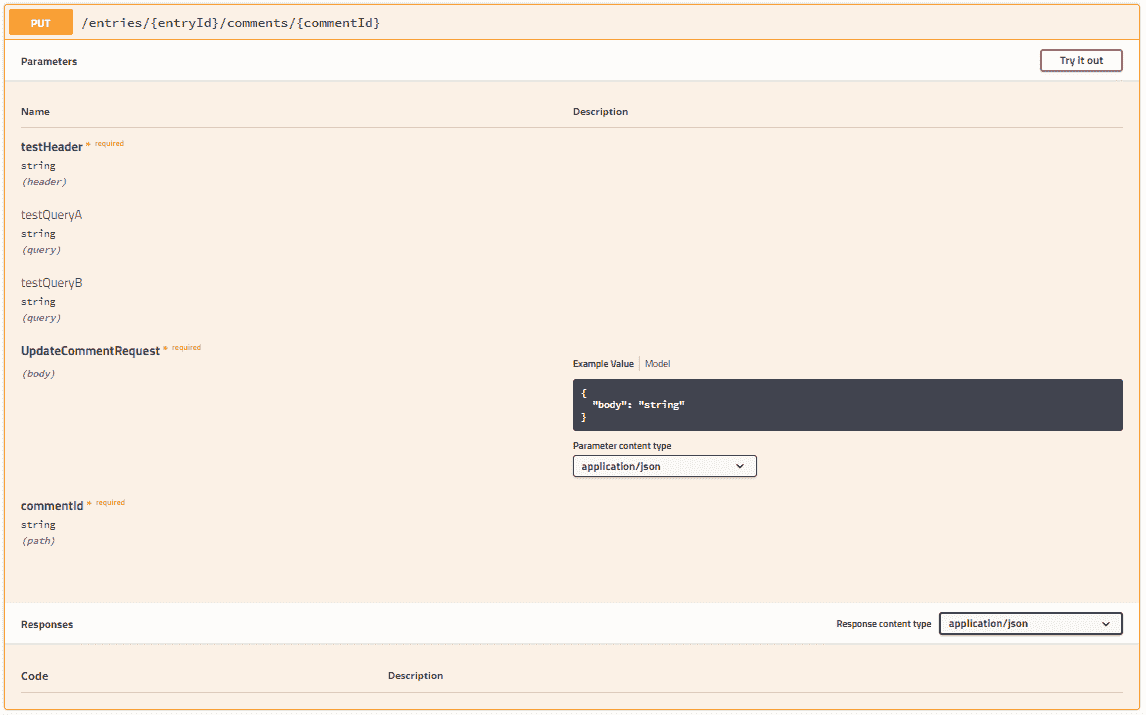 PUT /entries/{entryId}/comments/{commentId}
Parameters Try it out
Name Description
testHeader * required
string
(header)
testQueryA
string
(query)
testQueryB
string
(query)
UpdateCommentRequest * required
(body)
Example Value Model
{
"body": "string"
}
Parameter content type
application/json
commentId * required
string
(path)
Responses Response content type application/json
Code Description